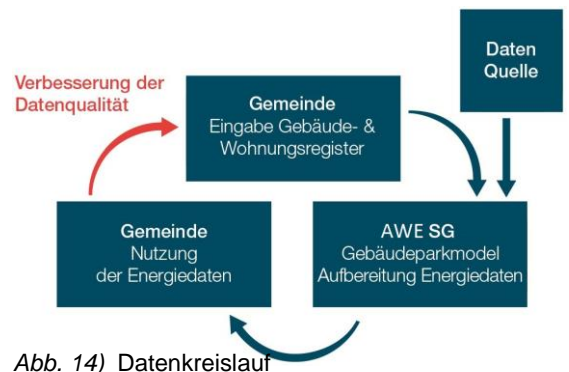 Daten
Quelle
Verbesserung der
Datenqualität
Gemeinde
Eingabe Gebäude- &
Wohnungsregister
Gemeinde
Nutzung
der Energiedaten
AWE SG
Gebäudeparkmodel
Aufbereitung Energiedaten
Abb. 14) Datenkreislauf